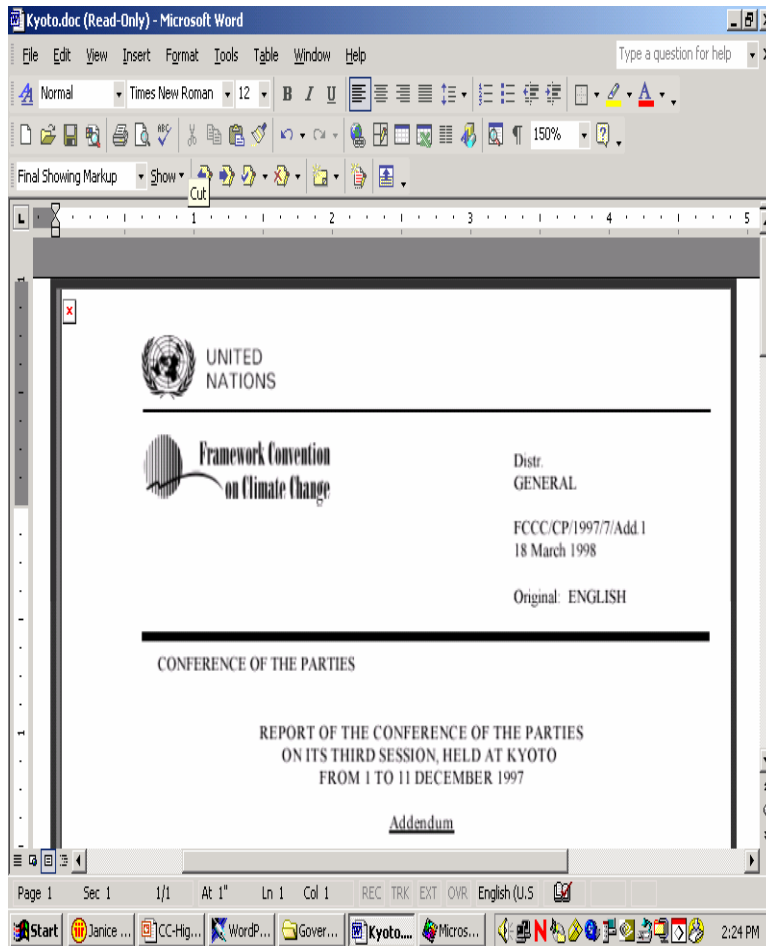 Kyoto.doc (Read-Only) - Microsoft Word
File Edit View Insert Format Tools Table Window Help Type a question for help
Normal Times New Roman 12 B I U
150%
Final Showing Markup Show
Cut
1 2 3 4 5
UNITED
NATIONS
Framework Convention
on Climate Change
Distr.
GENERAL
FCCC/CP/1997/7/Add.1
18 March 1998
Original: ENGLISH
CONFERENCE OF THE PARTIES
REPORT OF THE CONFERENCE OF THE PARTIES
ON ITS THIRD SESSION, HELD AT KYOTO
FROM 1 TO 11 DECEMBER 1997
Addendum
Page 1 Sec 1 1/1 At 1" Ln 1 Col 1 REC TRK EXT OVR English (U.S
Start Janice ... CC-Hig... WordP... Gover... Kyoto.... Micros... 2:24 PM